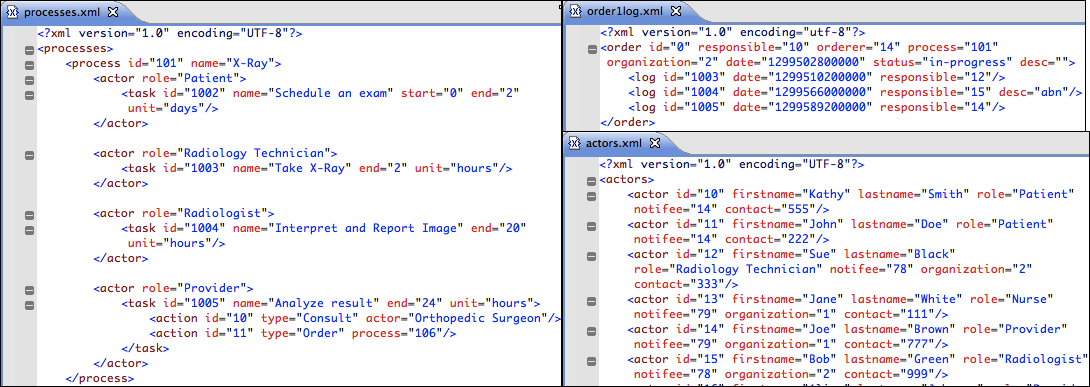 processes.xml
<?xml version="1.0" encoding="UTF-8"?>
<processes>
<process id="101" name="X-Ray">
<actor role="Patient">
<task id="1002" name="Schedule an exam" start="0" end="2"
unit="days"/>
</actor>
<actor role="Radiology Technician">
<task id="1003" name="Take X-Ray" end="2" unit="hours"/>
</actor>
<actor role="Radiologist">
<task id="1004" name="Interpret and Report Image" end="20"
unit="hours"/>
</actor>
<actor role="Provider">
<task id="1005" name="Analyze result" end="24" unit="hours">
<action id="10" type="Consult" actor="Orthopedic Surgeon"/>
<action id="11" type="Order" process="106"/>
</task>
</actor>
</process>
order1log.xml
<?xml version="1.0" encoding="utf-8"?>
<order id="0" responsible="10" orderer="14" process="101"
organization="2" date="1299502800000" status="in-progress" desc="">
<log id="1003" date="1299510200000" responsible="12"/>
<log id="1004" date="1299566000000" responsible="15" desc="abn"/>
<log id="1005" date="1299589200000" responsible="14"/>
</order>
actors.xml
<?xml version="1.0" encoding="UTF-8"?>
<actors>
<actor id="10" firstname="Kathy" lastname="Smith" role="Patient"
notifee="14" contact="555"/>
<actor id="11" firstname="John" lastname="Doe" role="Patient"
notifee="14" contact="222"/>
<actor id="12" firstname="Sue" lastname="Black"
role="Radiology Technician" notifee="78" organization="2"
contact="333"/>
<actor id="13" firstname="Jane" lastname="White" role="Nurse"
notifee="79" organization="1" contact="111"/>
<actor id="14" firstname="Joe" lastname="Brown" role="Provider"
notifee="79" organization="1" contact="777"/>
<actor id="15" firstname="Bob" lastname="Green" role="Radiologist"
notifee="78" organization="2" contact="999"/>